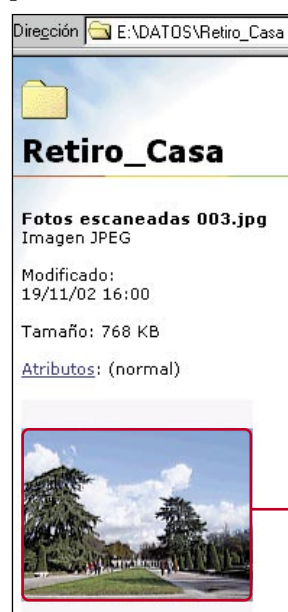 Dirección E:\DATOS\Retiro_Casa
Retiro_Casa
Fotos escaneadas 003.jpg
Imagen JPEG
Modificado:
19/11/02 16:00
Tamaño: 768 KB
Atributos: (normal)